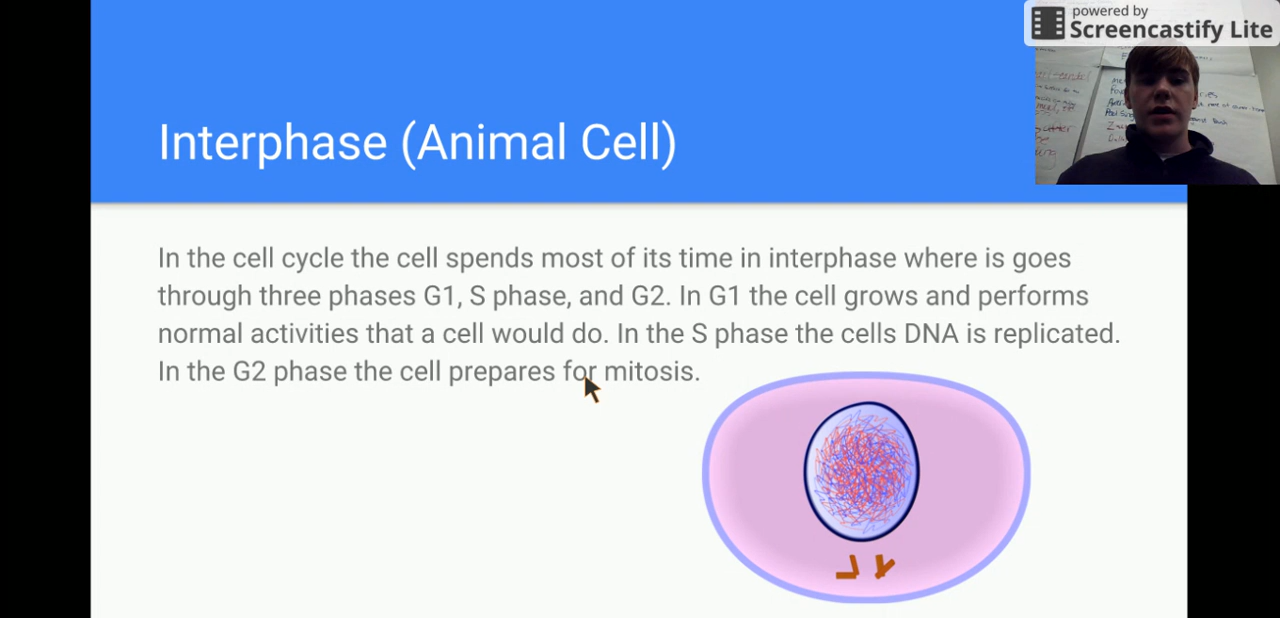 powered by
Screencastify Lite
Interphase (Animal Cell)
In the cell cycle the cell spends most of its time in interphase where is goes
through three phases G1, S phase, and G2. In G1 the cell grows and performs
normal activities that a cell would do. In the S phase the cells DNA is replicated.
In the G2 phase the cell prepares for mitosis.